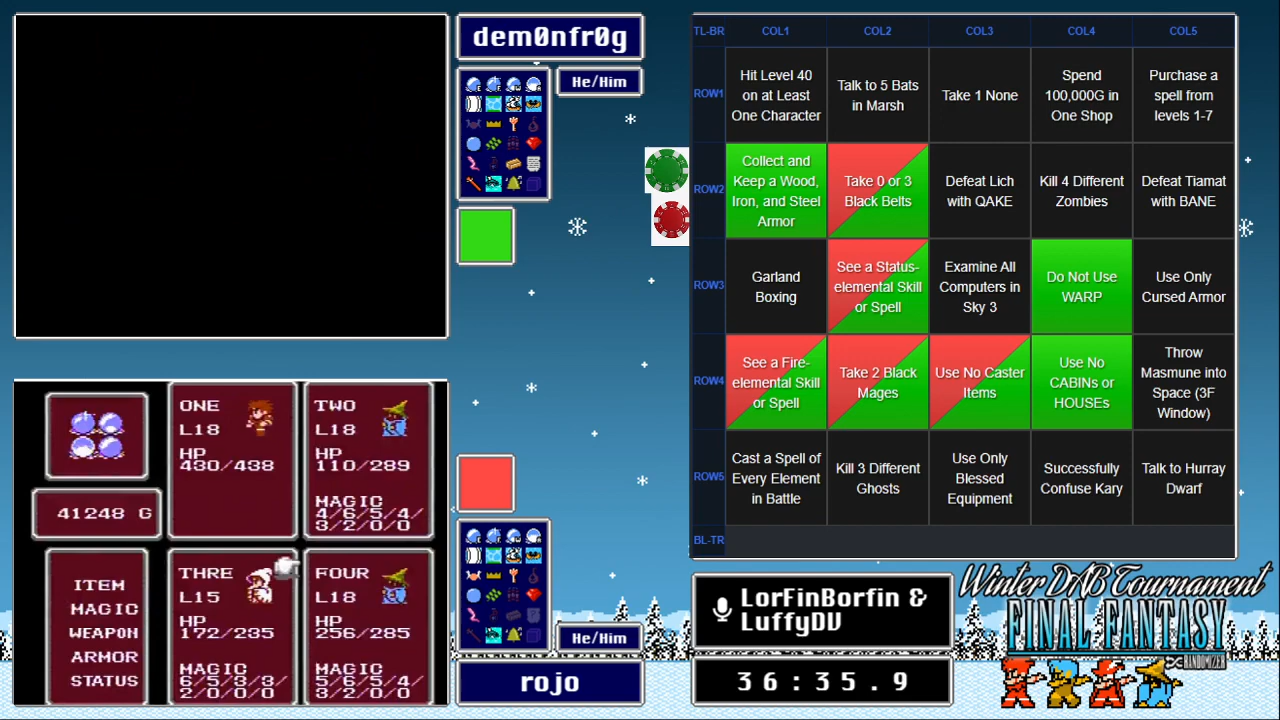 dem0nfr0g
He/Him
TL-BR COL1 COL2 COL3 COL4 COL5
ROW1
Hit Level 40
on at Least
One Character
Talk to 5 Bats
in Marsh
Take 1 None
Spend
100,000G in
One Shop
Purchase a
spell from
levels 1-7
ROW2
Collect and
Keep a Wood,
Iron, and Steel
Armor
Take 0 or 3
Black Belts
Defeat Lich
with QAKE
Kill 4 Different
Zombies
Defeat Tiamat
with BANE
ROW3
Garland
Boxing
See a Status-
elemental Skill
or Spell
Examine All
Computers in
Sky 3
Do Not Use
WARP
Use Only
Cursed Armor
ROW4
See a Fire-
elemental Skill
or Spell
Take 2 Black
Mages
Use No Caster
Items
Use No
CABINs or
HOUSEs
Throw
Masmune into
Space (3F
Window)
ROW5
Cast a Spell of
Every Element
in Battle
Kill 3 Different
Ghosts
Use Only
Blessed
Equipment
Successfully
Confuse Kary
Talk to Hurray
Dwarf
BL-TR
ONE
L18
HP
430/438
TWO
L18
HP
110/289
MAGIC
4/6/5/4/
3/2/0/0
41248 G
ITEM
MAGIC
WEAPON
ARMOR
STATUS
THRE
L15
HP
172/235
MAGIC
6/5/3/3/
2/0/0/0
FOUR
L18
HP
256/285
MAGIC
5/6/5/4/
3/2/0/0
He/Him
rojo
LorFinBorfin &
LuffyDV
36:35.9
Winter DAB Tournament
FINAL FANTASY
RANDOMIZER